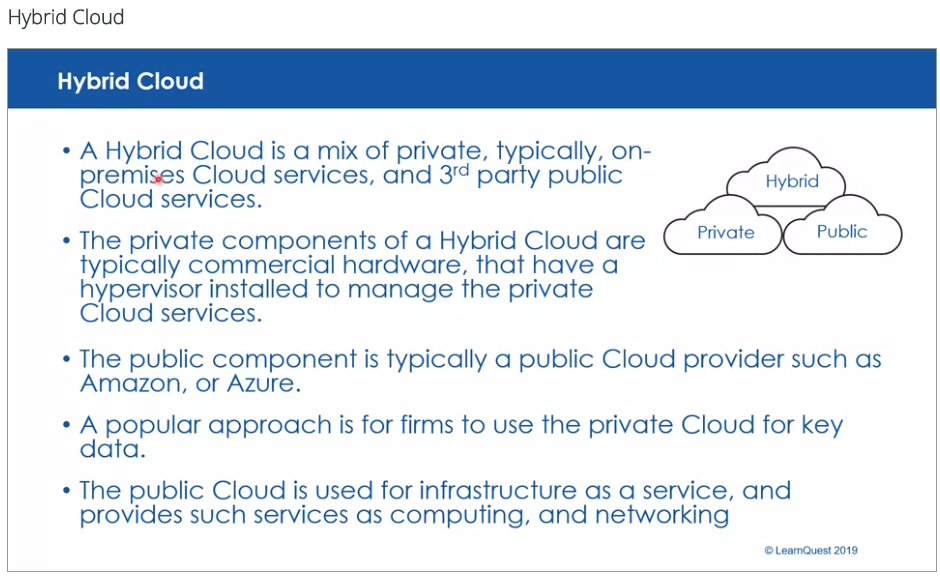 Hybrid Cloud
Hybrid Cloud
• A Hybrid Cloud is a mix of private, typically, on-
premises Cloud services, and 3rd party public
Cloud services.
• The private components of a Hybrid Cloud are
typically commercial hardware, that have a
hypervisor installed to manage the private
Cloud services.
Hybrid
Private
Public
• The public component is typically a public Cloud provider such as
Amazon, or Azure.
• A popular approach is for firms to use the private Cloud for key
data.
• The public Cloud is used for infrastructure as a service, and
provides such services as computing, and networking
© LearnQuest 2019